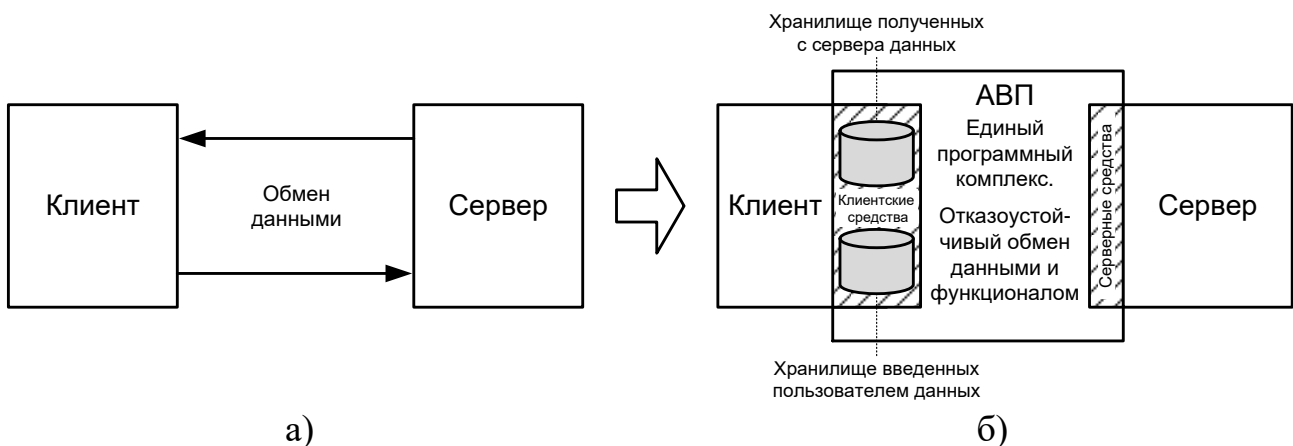 Хранилище полученных
с сервера данных
Клиент
Обмен
данными
Сервер
Клиент
Клиентские
средства
АВП
Единый
программный
комплекс.
Отказоустой-
чивый обмен
данными и
функционалом
Серверные средства
Сервер
Хранилище введенных
пользователем данных
а)
б)